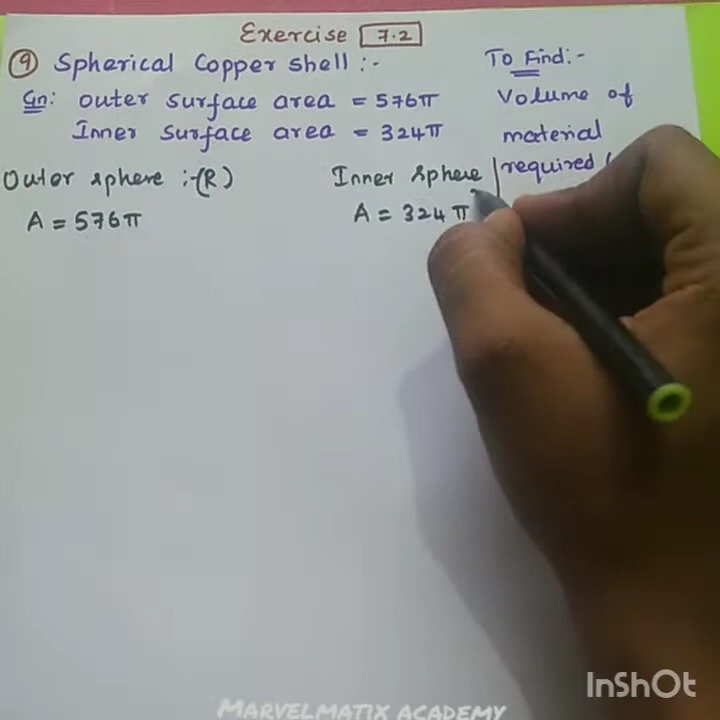 Exercise 7.2
9 Spherical Copper shell :-
Gn: outer surface area = 576π
Inner surface area = 324π
To Find:-
Volume of
material
required (
Outer sphere :-(R)
A = 576π
Inner sphere
A = 324π
InShOt
MARVELMATIX ACADEMY